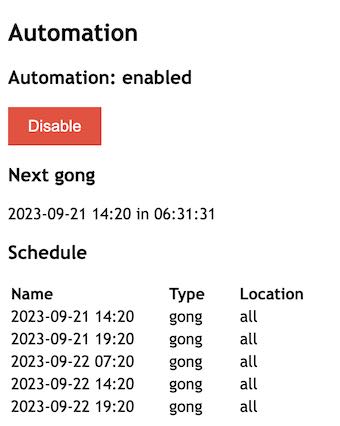 Automation
Automation: enabled
Disable
Next gong
2023-09-21 14:20 in 06:31:31
Schedule
Name Type Location
2023-09-21 14:20 gong all
2023-09-21 19:20 gong all
2023-09-22 07:20 gong all
2023-09-22 14:20 gong all
2023-09-22 19:20 gong all